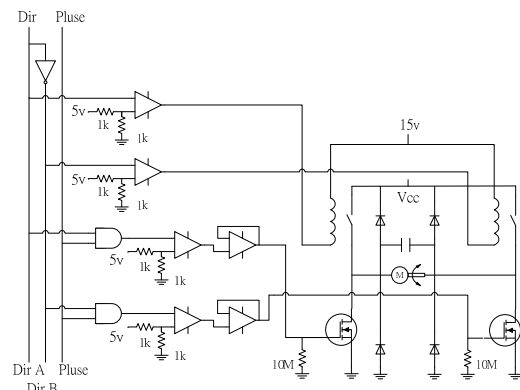 Dir Pluse
5v 1k 1k
15v
5v 1k 1k
Vcc
5v 1k 1k
M
5v 1k 1k
10M 10M
Dir A Pluse
Dir B